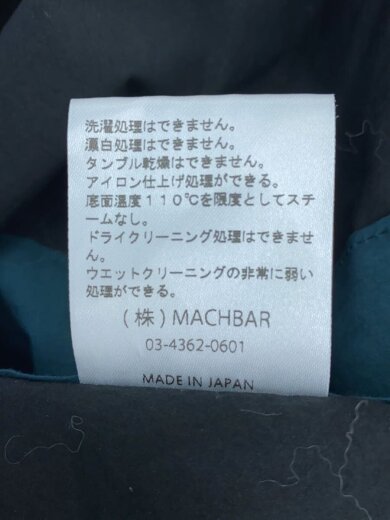 洗濯処理はできません。
漂白処理はできません。
タンブル乾燥はできません。
アイロン仕上げ処理ができる。
底面温度110℃を限度としてスチ
ームなし。
ドライクリーニング処理はできませ
ん。
ウエットクリーニングの非常に弱い
処理ができる。
(株) MACHBAR
03-4362-0601
MADE IN JAPAN